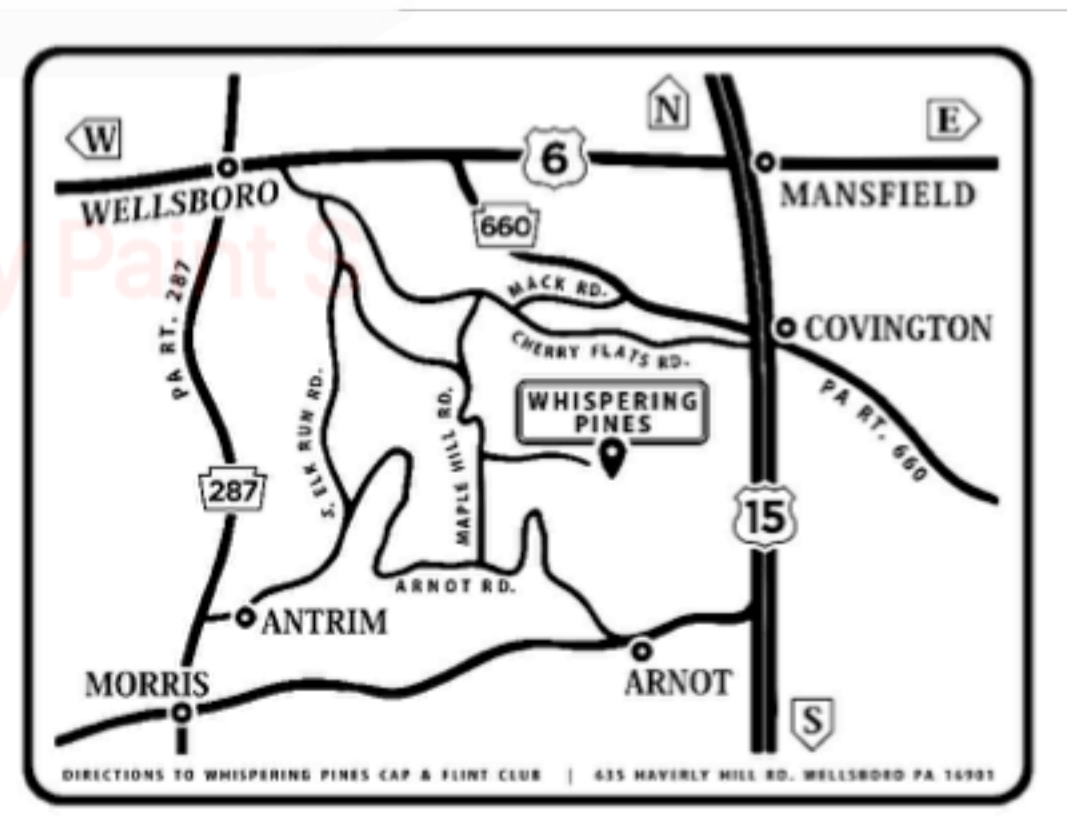 N
E
W
6
MANSFIELD
WELLSBORO
660
y Paint S
PA RT. 287
MACK RD.
COVINGTON
CHERRY FLATS RD.
PA RT. 660
WHISPERING
PINES
S. ELK RUN RD.
MAPLE HILL RD.
287
15
ARNOT RD.
ANTRIM
MORRIS
ARNOT
S
DIRECTIONS TO WHISPERING PINES CAP & FLINT CLUB | 635 HAVERLY HILL RD. WELLSBORO PA 16901